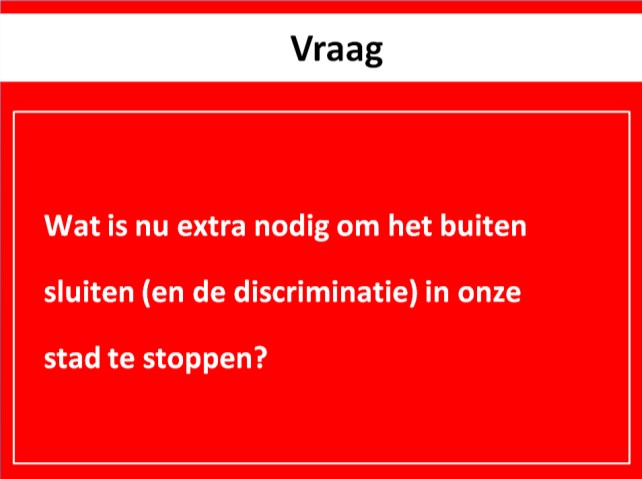 Vraag
Wat is nu extra nodig om het buiten
sluiten (en de discriminatie) in onze
stad te stoppen?